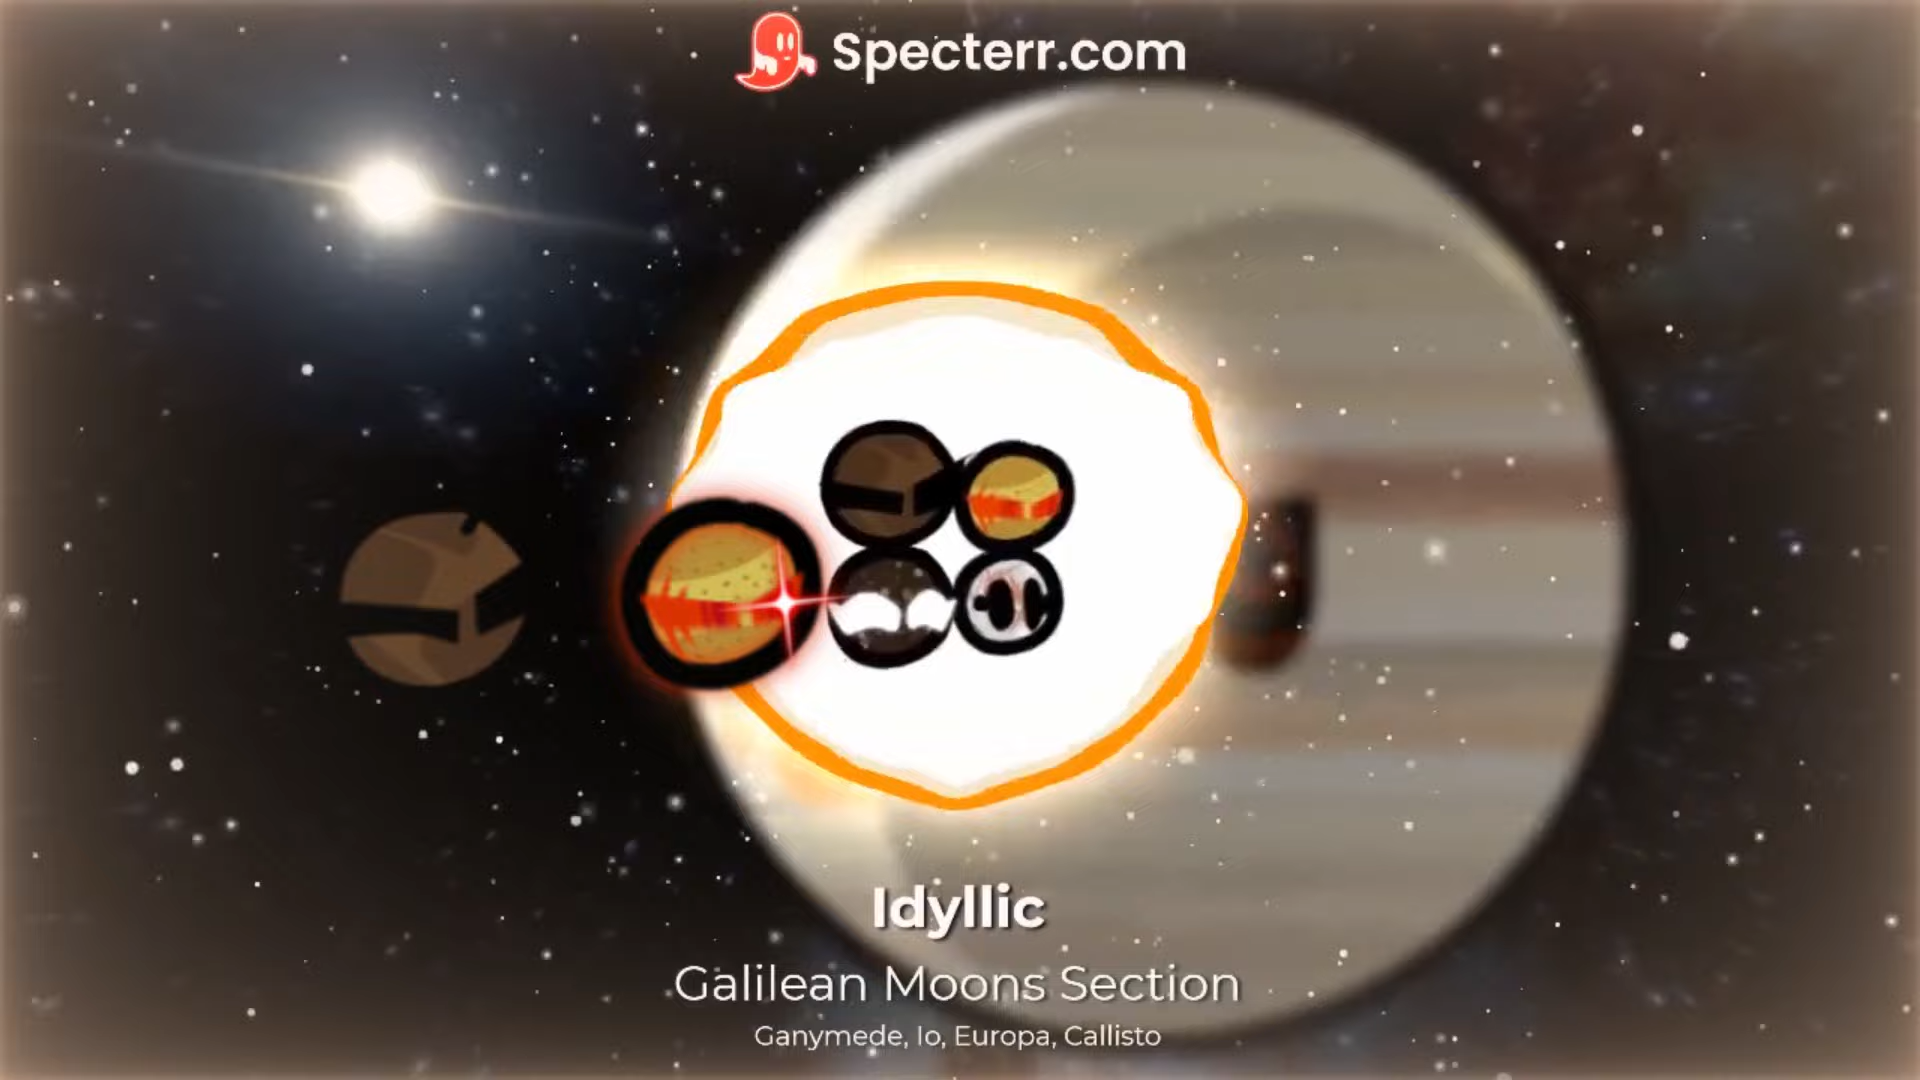 Specterr.com
Idyllic
Galilean Moons Section
Ganymede, Io, Europa, Callisto